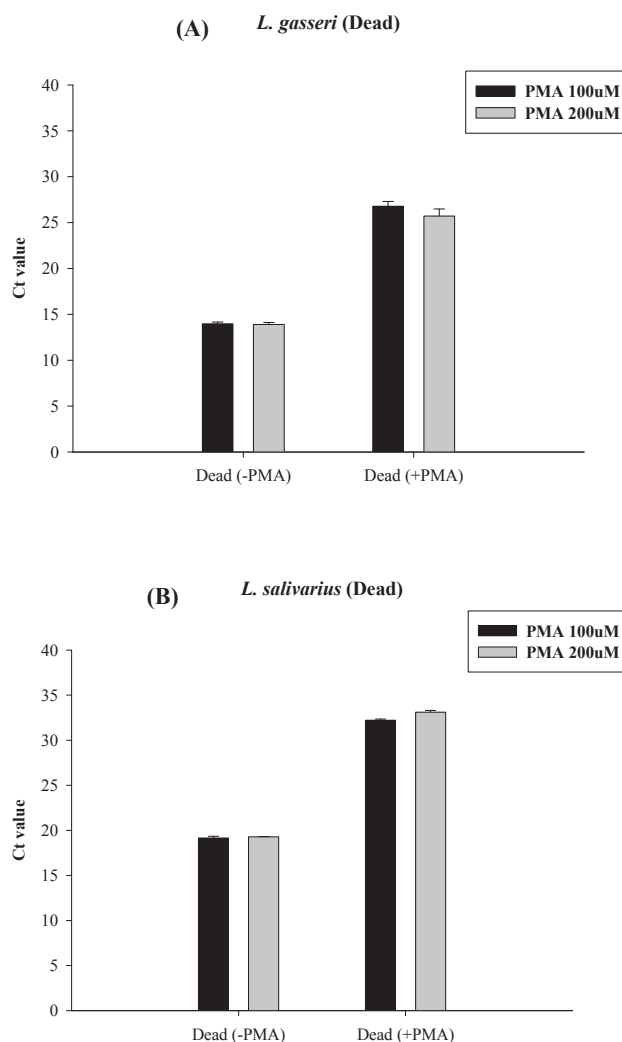 (A)
L. gasseri (Dead)
PMA 100uM
PMA 200uM
40
35
30
25
20
15
10
5
0
Ct value
Dead (-PMA)
Dead (+PMA)
(B)
L. salivarius (Dead)
PMA 100uM
PMA 200uM
40
35
30
25
20
15
10
5
0
Ct value
Dead (-PMA)
Dead (+PMA)